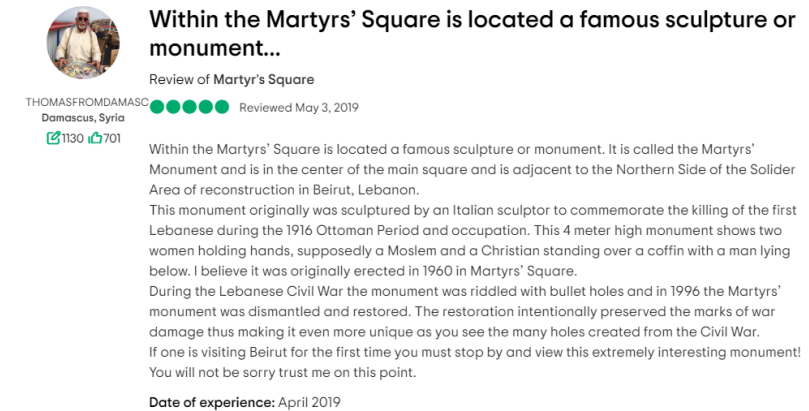 Within the Martyrs’ Square is located a famous sculpture or
monument...
Review of Martyr's Square
THOMASFROMDAMASC
Reviewed May 3, 2019
Damascus, Syria
1130 701
Within the Martyrs’ Square is located a famous sculpture or monument. It is called the Martyrs’
Monument and is in the center of the main square and is adjacent to the Northern Side of the Solider
Area of reconstruction in Beirut, Lebanon.
This monument originally was sculptured by an Italian sculptor to commemorate the killing of the first
Lebanese during the 1916 Ottoman Period and occupation. This 4 meter high monument shows two
women holding hands, supposedly a Moslem and a Christian standing over a coffin with a man lying
below. I believe it was originally erected in 1960 in Martyrs’ Square.
During the Lebanese Civil War the monument was riddled with bullet holes and in 1996 the Martyrs’
monument was dismantled and restored. The restoration intentionally preserved the marks of war
damage thus making it even more unique as you see the many holes created from the Civil War.
If one is visiting Beirut for the first time you must stop by and view this extremely interesting monument!
You will not be sorry trust me on this point.
Date of experience: April 2019